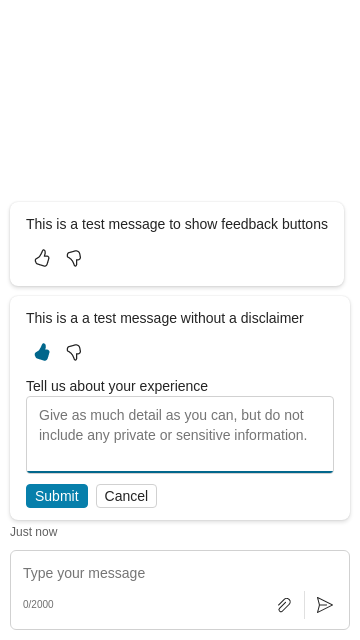 This is a test message to show feedback buttons
This is a a test message without a disclaimer
Tell us about your experience
Give as much detail as you can, but do not
include any private or sensitive information.
Submit Cancel
Just now
Type your message
0/2000